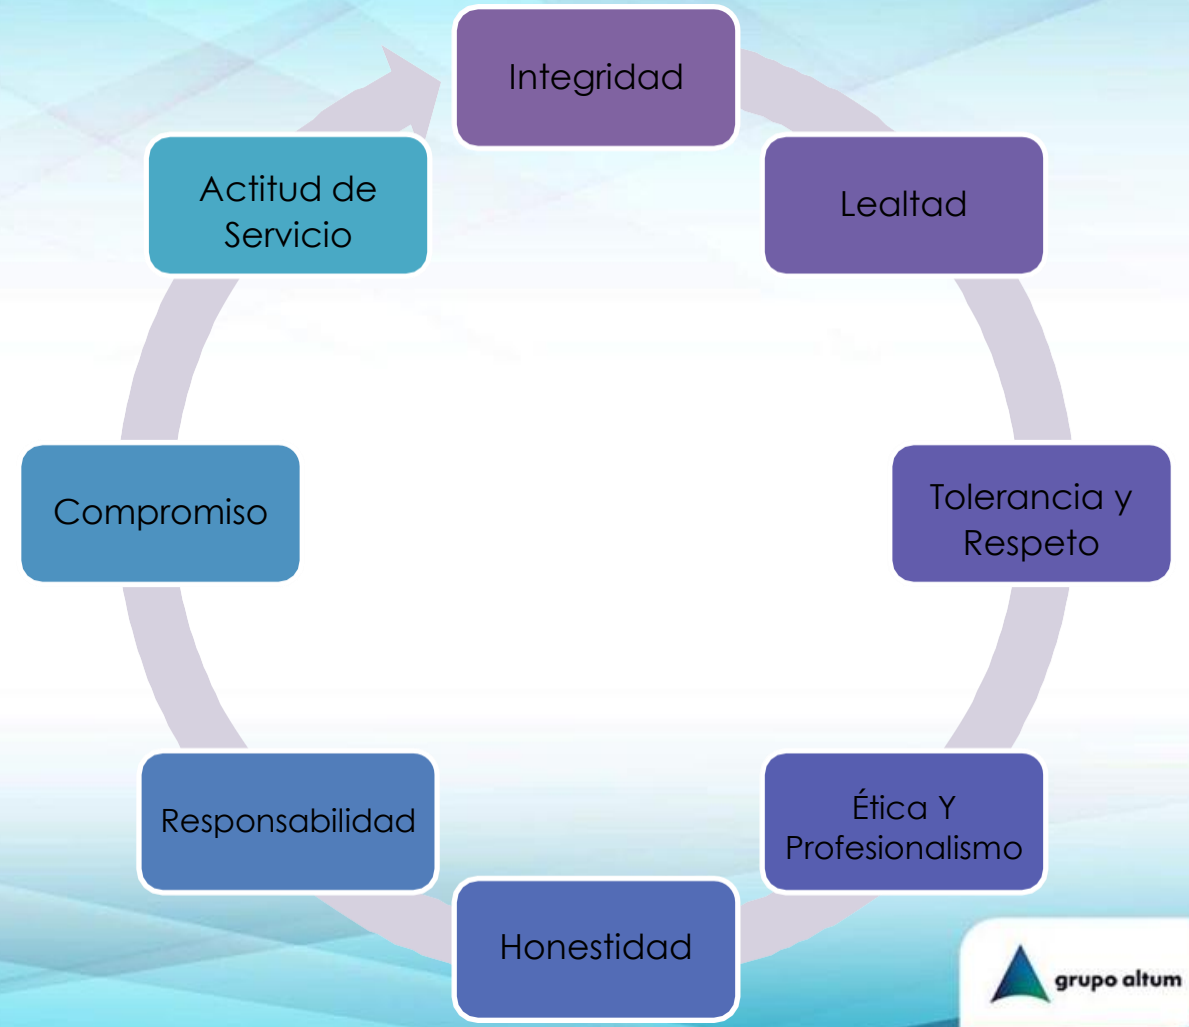 Integridad
Lealtad
Tolerancia y
Respeto
Ética Y
Profesionalismo
Honestidad
Responsabilidad
Compromiso
Actitud de
Servicio
grupo altum